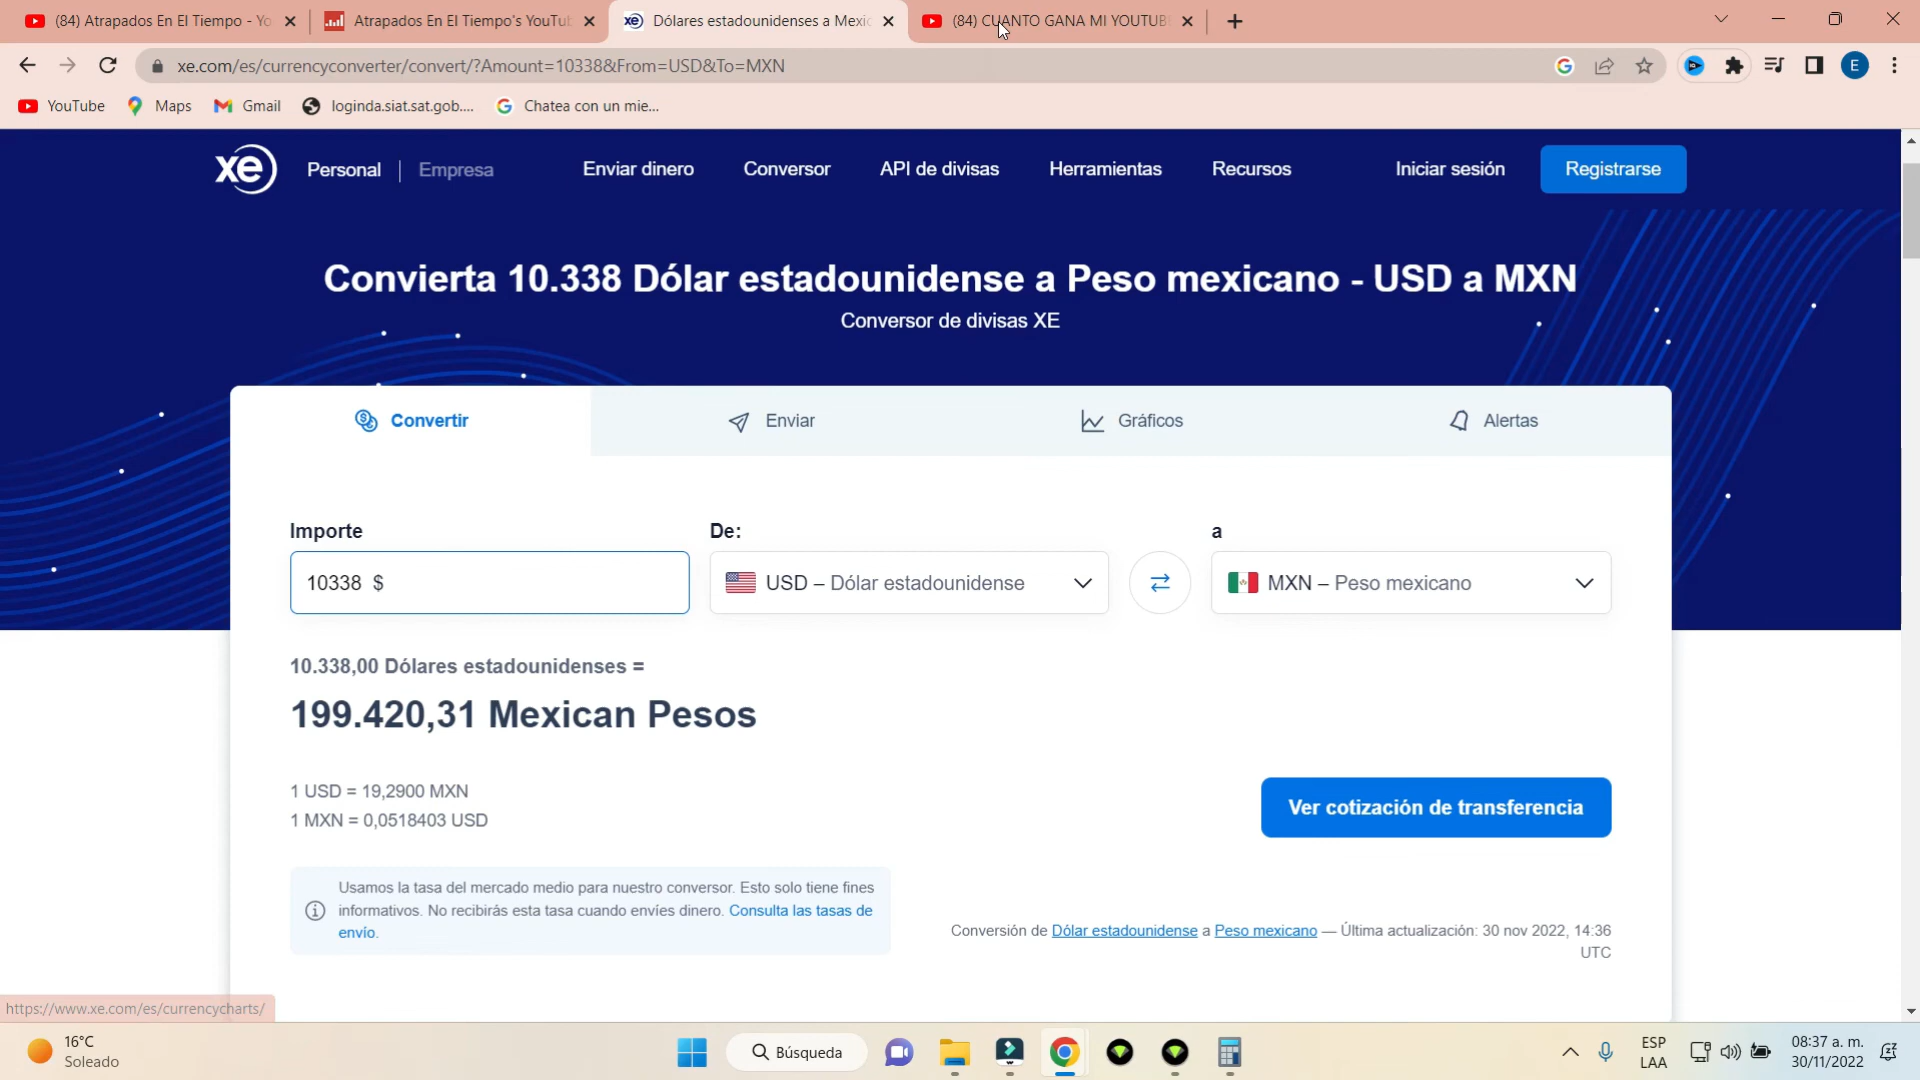 (84) Atrapados En El Tiempo - Yo
Atrapados En El Tiempo's YouTu
Dólares estadounidenses a Mexic
(84) CUANTO GANA MI YOUTUB
xe.com/es/currencyconverter/convert/?Amount=10338&From=USD&To=MXN
E
YouTube
Maps
Gmail
loginda.siat.sat.gob....
Chatea con un mie...
xe
Personal
Empresa
Enviar dinero
Conversor
API de divisas
Herramientas
Recursos
Iniciar sesión
Registrarse
Convierta 10.338 Dólar estadounidense a Peso mexicano - USD a MXN
Conversor de divisas XE
Convertir
Enviar
Gráficos
Alertas
Importe
De:
a
10338 $
USD – Dólar estadounidense
MXN – Peso mexicano
10.338,00 Dólares estadounidenses =
199.420,31 Mexican Pesos
1 USD = 19,2900 MXN
1 MXN = 0,0518403 USD
Ver cotización de transferencia
Usamos la tasa del mercado medio para nuestro conversor. Esto solo tiene fines
informativos. No recibirás esta tasa cuando envíes dinero. Consulta las tasas de
envío.
Conversión de Dólar estadounidense a Peso mexicano — Última actualización: 30 nov 2022, 14:36
UTC
https://www.xe.com/es/currencycharts/
16°C
Soleado
Búsqueda
ESP
LAA
08:37 a. m.
30/11/2022